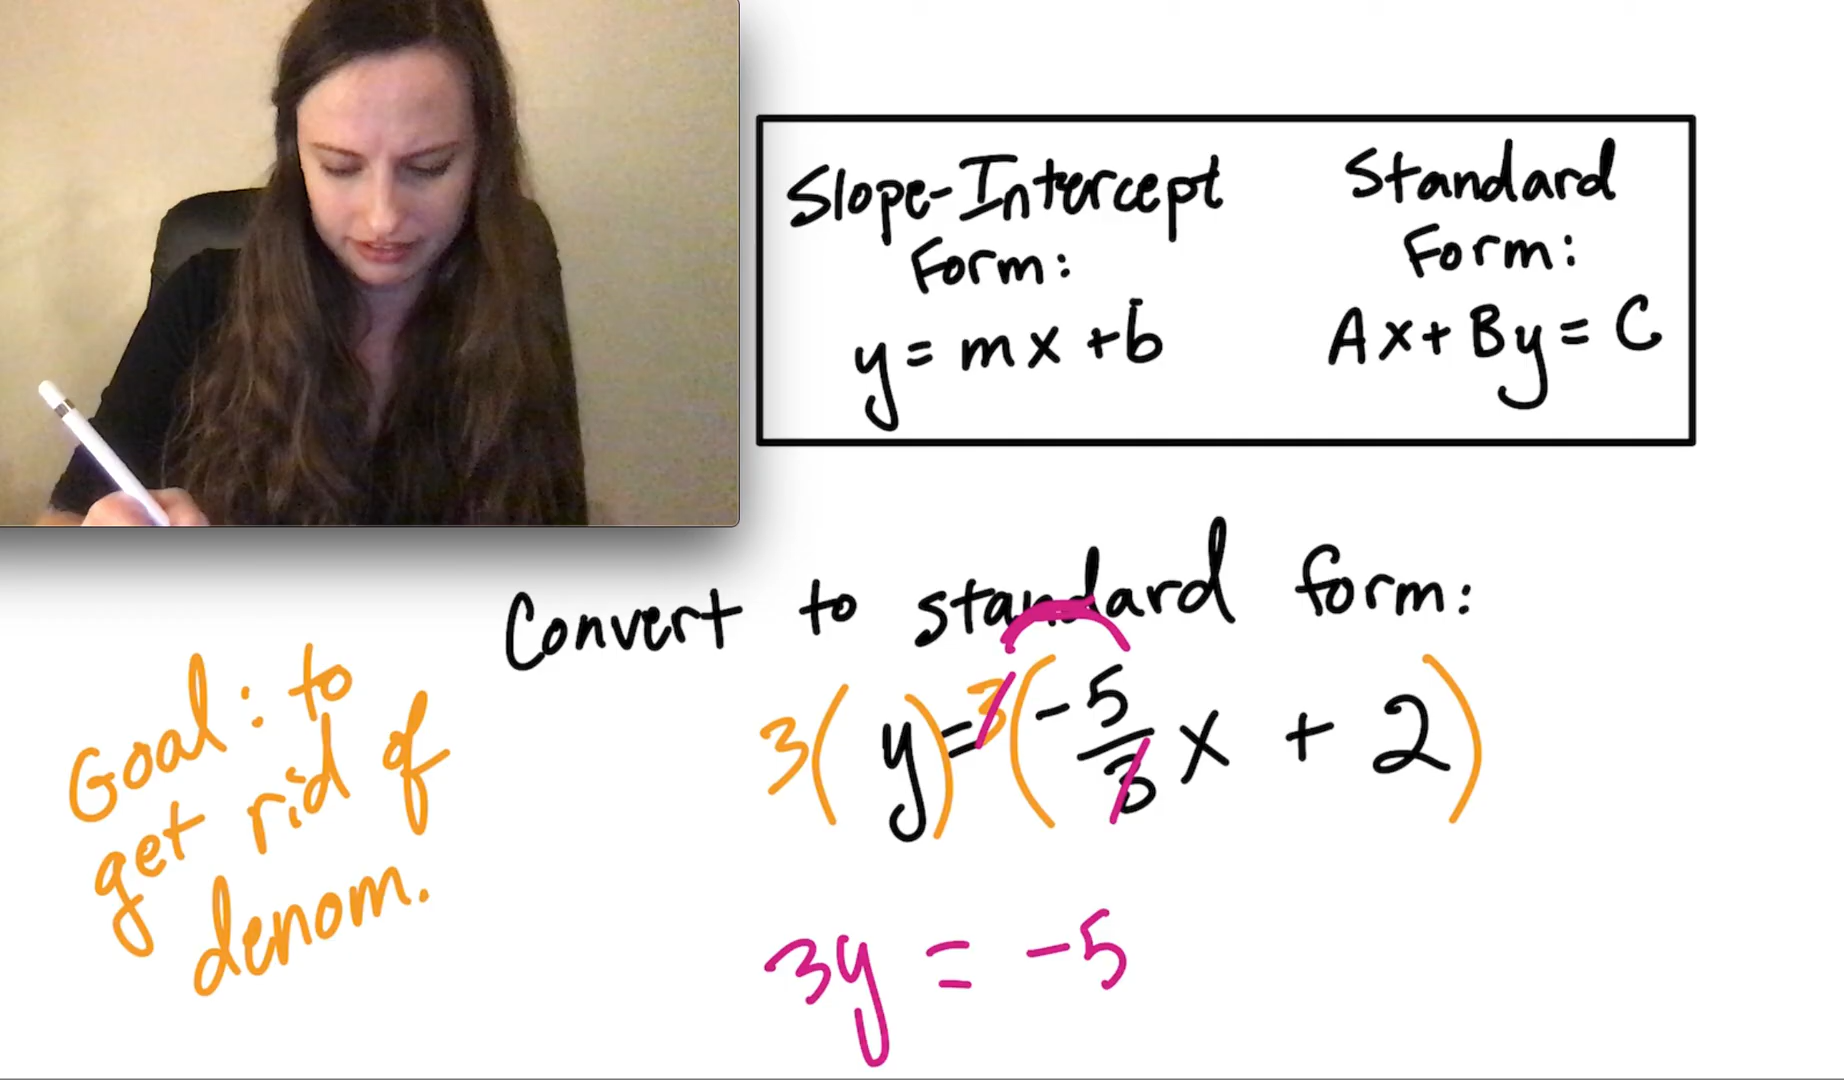 Slope-Intercept
Form:
y = mx + b
Standard
Form:
Ax + By = C
Convert to standard form:
Goal: to
get rid of
denom.
3( y ) = 3( -5/3 x + 2 )
3y = -5